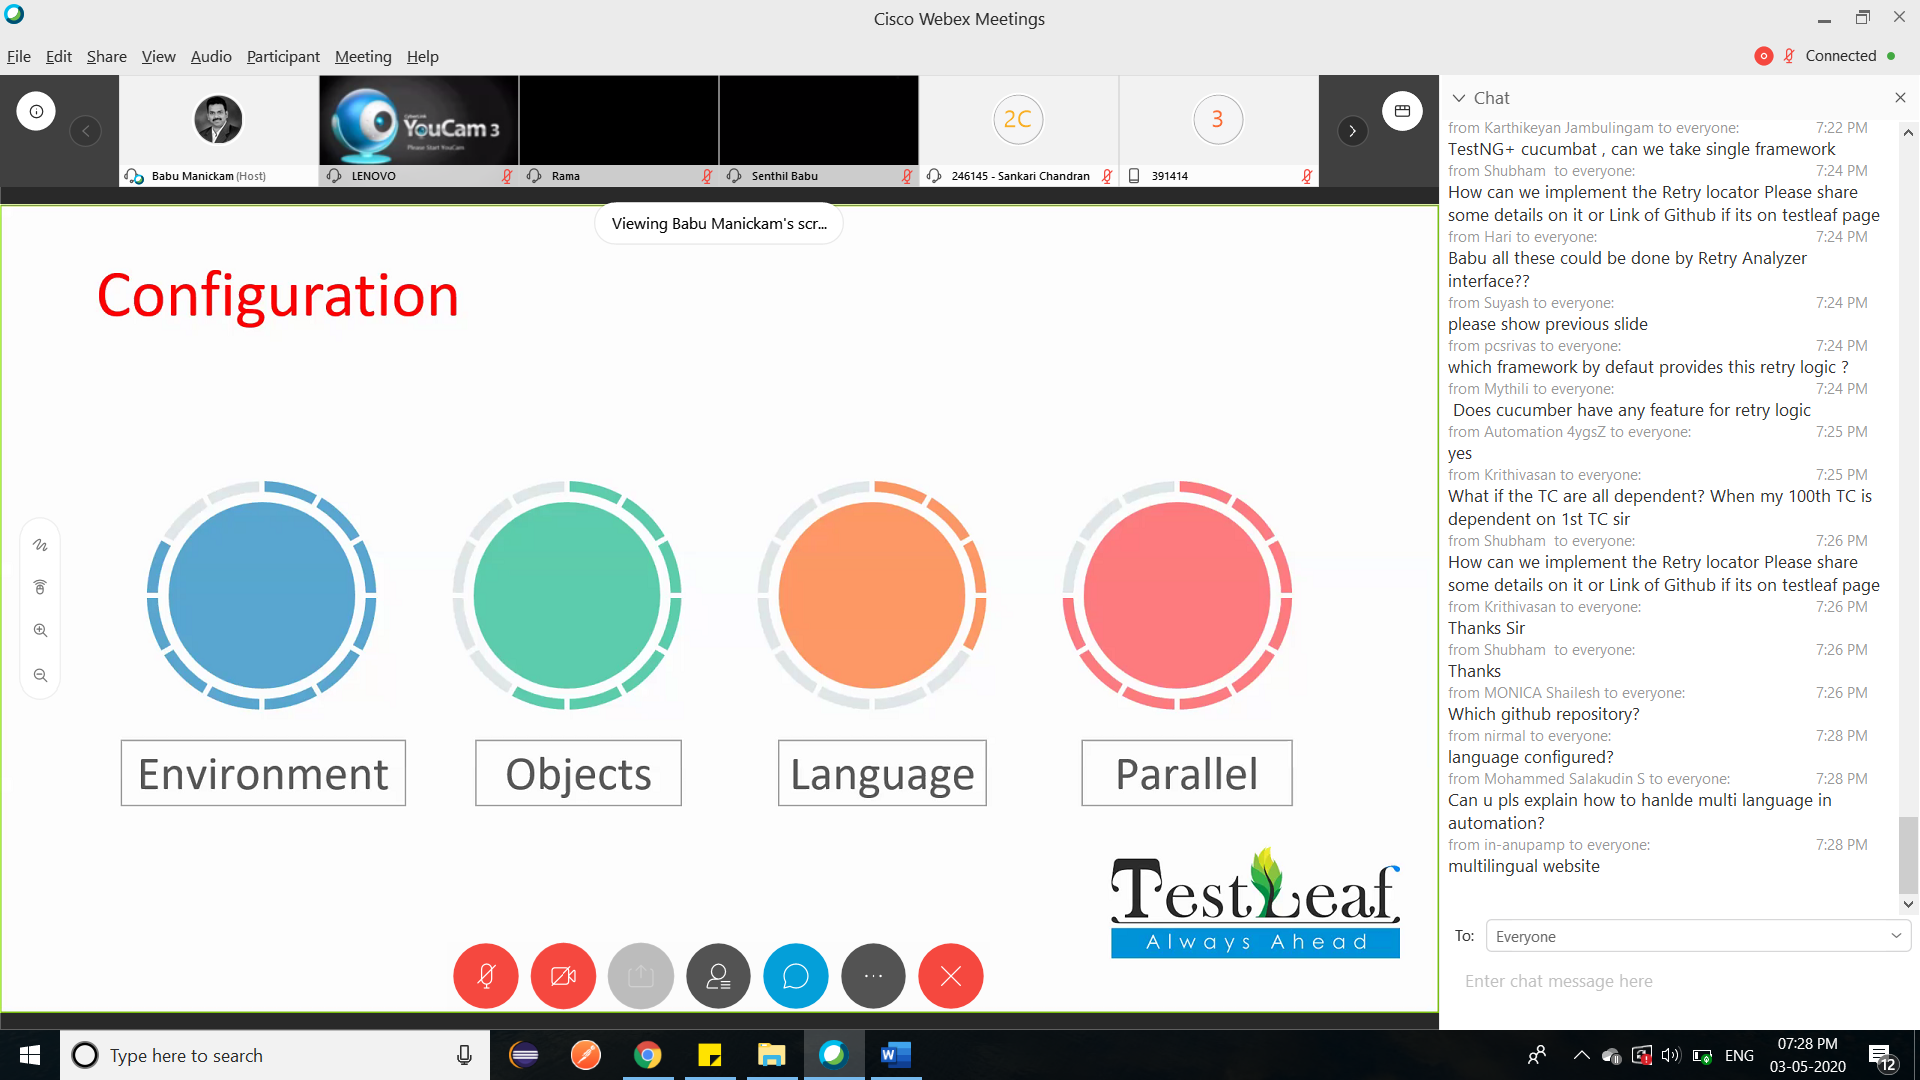 Cisco Webex Meetings
File Edit Share View Audio Participant Meeting Help
Connected
YouCam 3
Please Start YouCam
2C
3
Babu Manickam (Host)
LENOVO
Rama
Senthil Babu
246145 - Sankari Chandran
391414
Viewing Babu Manickam's scr...
Configuration
Environment
Objects
Language
Parallel
TestLeaf
Always Ahead
Chat
from Karthikeyan Jambulingam to everyone: 7:22 PM
TestNG+ cucumbat , can we take single framework
from Shubham  to everyone: 7:24 PM
How can we implement the Retry locator Please share
some details on it or Link of Github if its on testleaf page
from Hari to everyone: 7:24 PM
Babu all these could be done by Retry Analyzer
interface??
from Suyash to everyone: 7:24 PM
please show previous slide
from pcsrivas to everyone: 7:24 PM
which framework by defaut provides this retry logic ?
from Mythili to everyone: 7:24 PM
Does cucumber have any feature for retry logic
from Automation 4ygsZ to everyone: 7:25 PM
yes
from Krithivasan to everyone: 7:25 PM
What if the TC are all dependent? When my 100th TC is
dependent on 1st TC sir
from Shubham  to everyone: 7:26 PM
How can we implement the Retry locator Please share
some details on it or Link of Github if its on testleaf page
from Krithivasan to everyone: 7:26 PM
Thanks Sir
from Shubham  to everyone: 7:26 PM
Thanks
from MONICA Shailesh to everyone: 7:26 PM
Which github repository?
from nirmal to everyone: 7:28 PM
language configured?
from Mohammed Salakudin S to everyone: 7:28 PM
Can u pls explain how to hanlde multi language in
automation?
from in-anupamp to everyone: 7:28 PM
multilingual website
To: Everyone
Enter chat message here
Type here to search
ENG
07:28 PM
03-05-2020
12